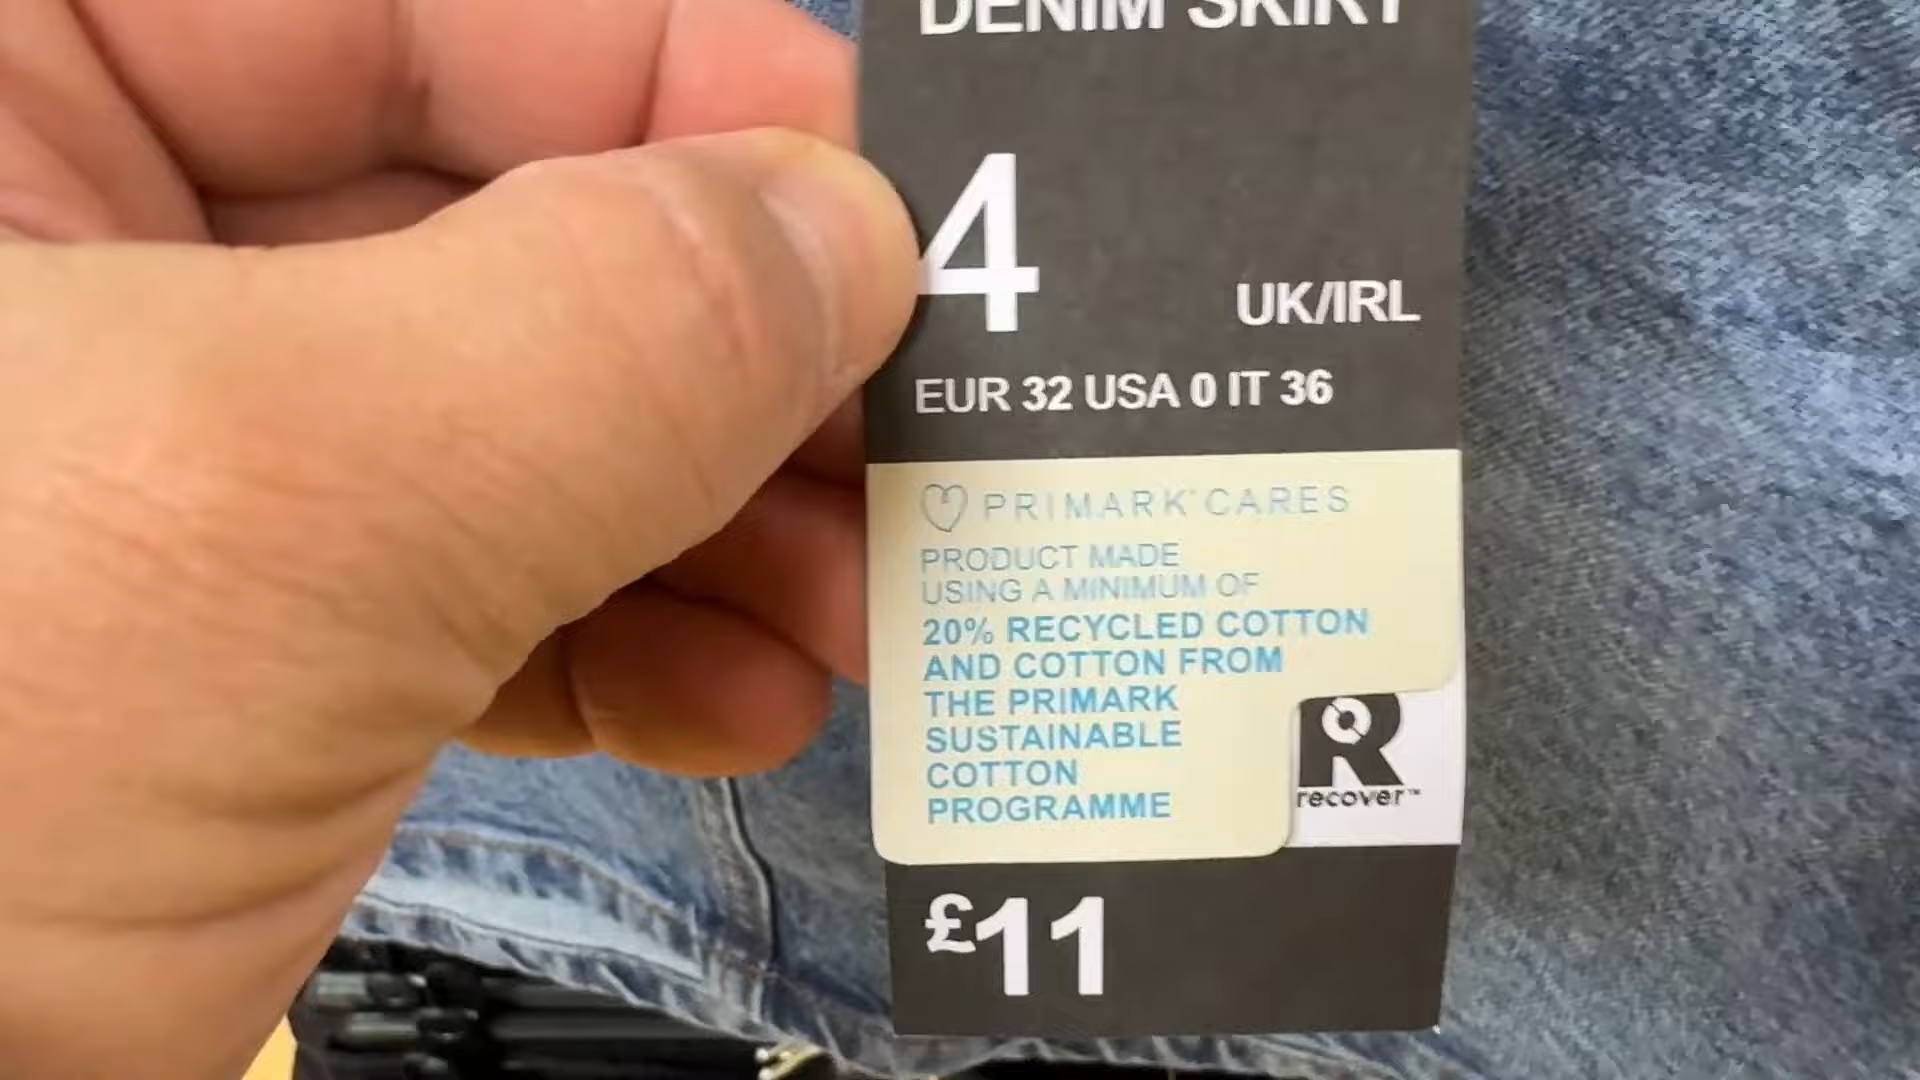 DENIM SKIRT
4
UK/IRL
EUR 32 USA 0 IT 36
PRIMARK® CARES
PRODUCT MADE
USING A MINIMUM OF
20% RECYCLED COTTON
AND COTTON FROM
THE PRIMARK
SUSTAINABLE
COTTON
PROGRAMME
R
recover™
£11